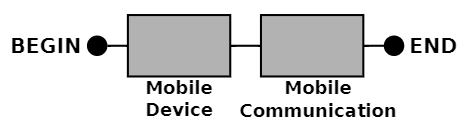 BEGIN
END
Mobile
Device
Mobile
Communication